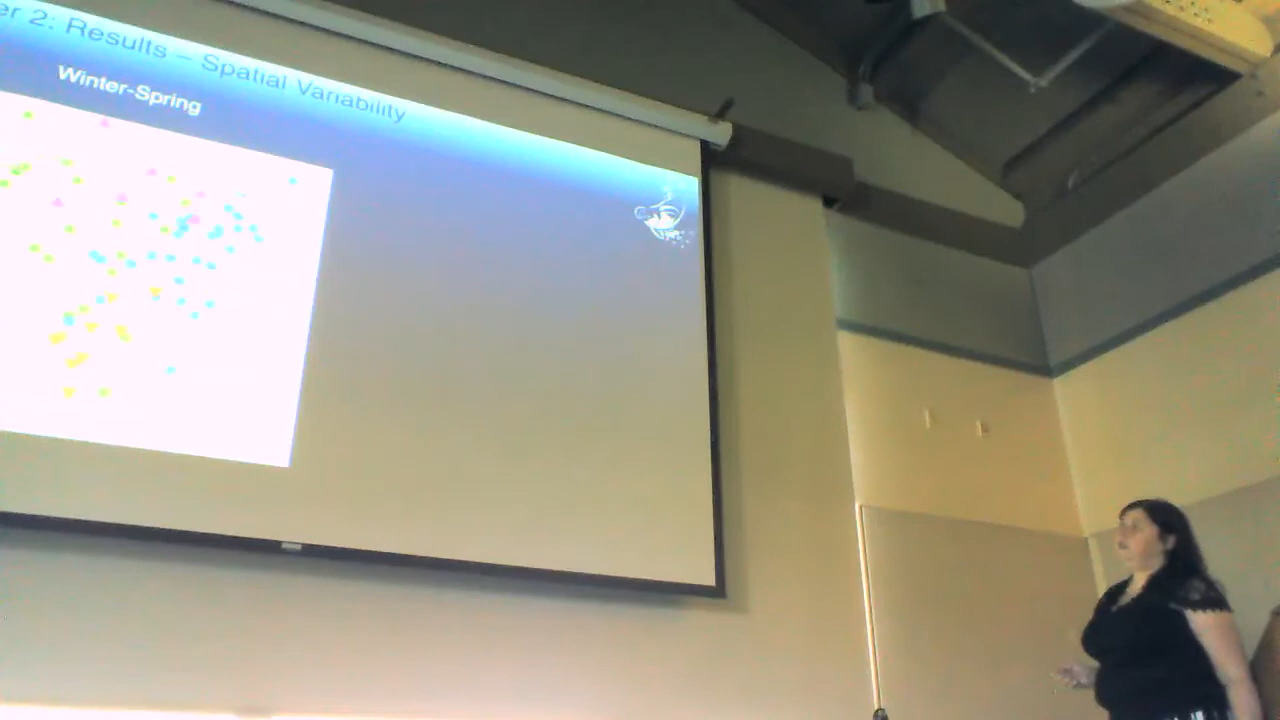 er 2: Results – Spatial Variability
Winter-Spring